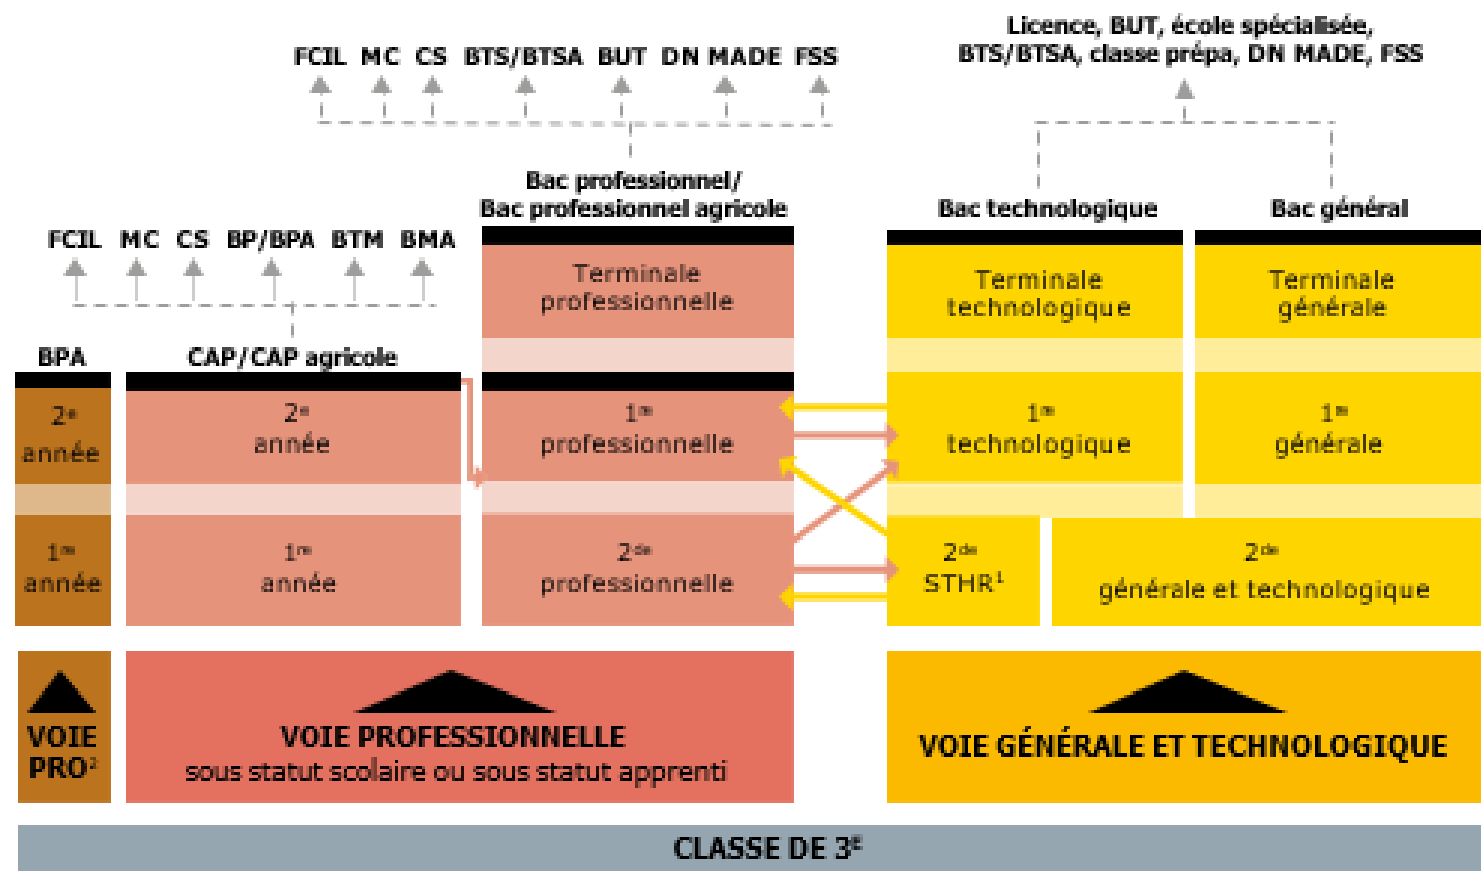 Licence, BUT, école spécialisée,
BTS/BTSA, classe prépa, DN MADE, FSS
FCIL MC CS BTS/BTSA BUT DN MADE FSS
Bac professionnel/
Bac professionnel agricole
Bac technologique
Bac général
FCIL MC CS BP/BPA BTM BMA
Terminale
professionnelle
Terminale
technologique
Terminale
générale
BPA
CAP/CAP agricole
2e
année
2e
année
1re
professionnelle
1re
technologique
1re
générale
1re
année
1re
année
2de
professionnelle
2de
STHR1
2de
générale et technologique
VOIE
PRO2
VOIE PROFESSIONNELLE
sous statut scolaire ou sous statut apprenti
VOIE GÉNÉRALE ET TECHNOLOGIQUE
CLASSE DE 3E